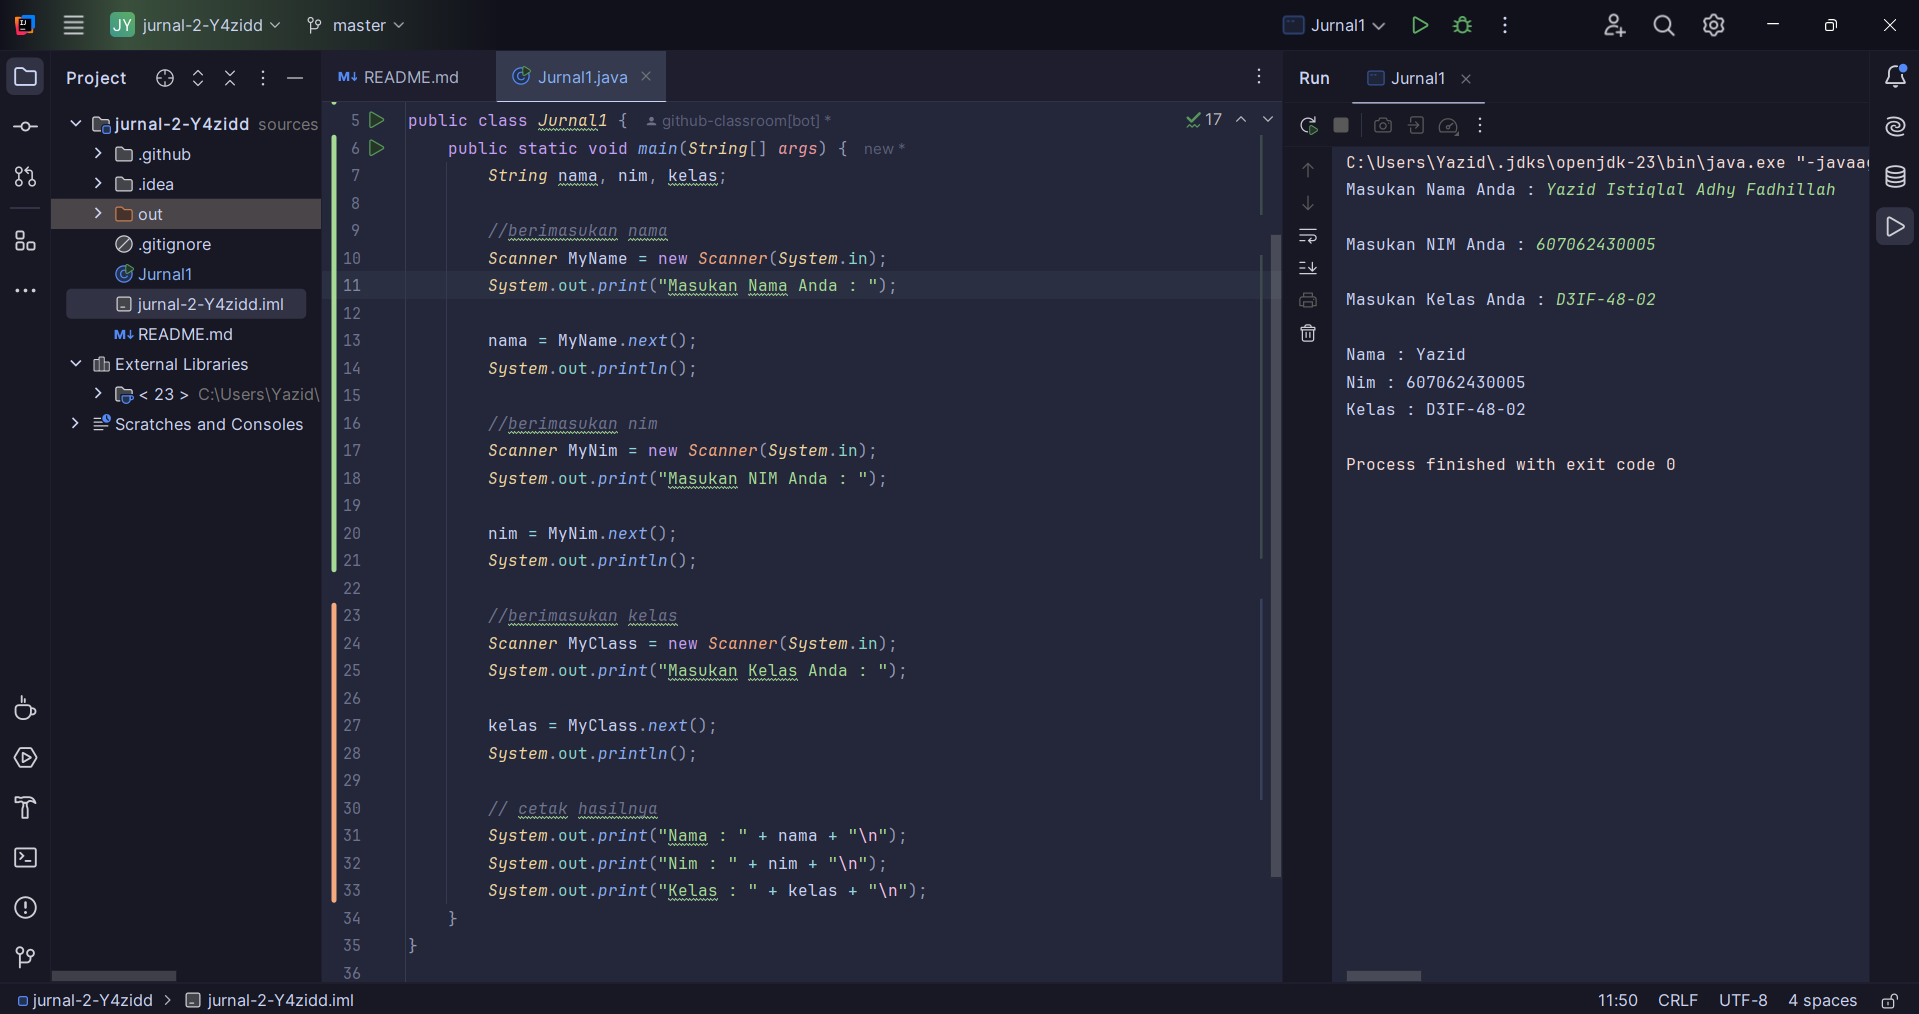 JY jurnal-2-Y4zidd master Jurnal1
Project
jurnal-2-Y4zidd sources
.github
.idea
out
.gitignore
Jurnal1
jurnal-2-Y4zidd.iml
M↓ README.md
External Libraries
< 23 > C:\Users\Yazid\
Scratches and Consoles
M↓ README.md Jurnal1.java
17
5 public class Jurnal1 { github-classroom[bot] *
6 public static void main(String[] args) { new *
7 String nama, nim, kelas;
8
9 //berimasukan nama
10 Scanner MyName = new Scanner(System.in);
11 System.out.print("Masukan Nama Anda : ");
12
13 nama = MyName.next();
14 System.out.println();
15
16 //berimasukan nim
17 Scanner MyNim = new Scanner(System.in);
18 System.out.print("Masukan NIM Anda : ");
19
20 nim = MyNim.next();
21 System.out.println();
22
23 //berimasukan kelas
24 Scanner MyClass = new Scanner(System.in);
25 System.out.print("Masukan Kelas Anda : ");
26
27 kelas = MyClass.next();
28 System.out.println();
29
30 // cetak hasilnya
31 System.out.print("Nama : " + nama + "\n");
32 System.out.print("Nim : " + nim + "\n");
33 System.out.print("Kelas : " + kelas + "\n");
34 }
35 }
36
Run Jurnal1
C:\Users\Yazid\.jdks\openjdk-23\bin\java.exe "-javaag
Masukan Nama Anda : Yazid Istiqlal Adhy Fadhillah
Masukan NIM Anda : 607062430005
Masukan Kelas Anda : D3IF-48-02
Nama : Yazid
Nim : 607062430005
Kelas : D3IF-48-02
Process finished with exit code 0
jurnal-2-Y4zidd > jurnal-2-Y4zidd.iml 11:50 CRLF UTF-8 4 spaces